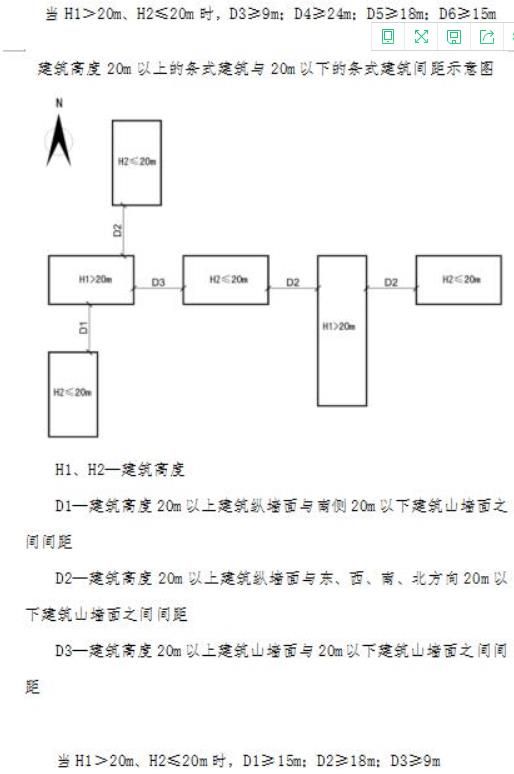 当 H1＞20m、H2≤20m 时，D3≥9m；D4≥24m；D5≥18m；D6≥15m
建筑高度 20m 以上的条式建筑与 20m 以下的条式建筑间距示意图
N
H2≤20m
D2
H1>20m
D3
H2≤20m
D2
D2
H2≤20m
D1
H1>20m
H2≤20m
H1、H2—建筑高度
D1—建筑高度 20m 以上建筑纵墙面与南侧 20m 以下建筑山墙面之
间间距
D2—建筑高度 20m 以上建筑纵墙面与东、西、南、北方向 20m 以
下建筑山墙面之间间距
D3—建筑高度 20m 以上建筑山墙面与 20m 以下建筑山墙面之间间
距
当 H1＞20m、H2≤20m 时，D1≥15m；D2≥18m；D3≥9m